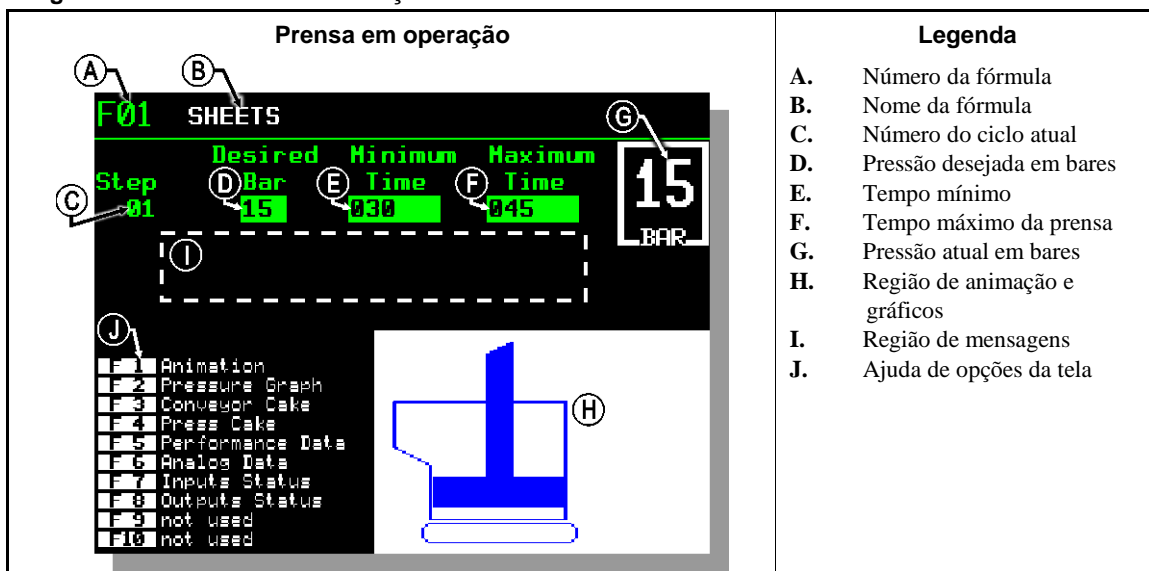 Prensa em operação
A
B
F01 SHEETS
G
Desired Minimum Maximum
Step D Bar E Time F Time
C 01 15 030 045
15
BAR
I
J
F 1 Animation
F 2 Pressure Graph
F 3 Conveyor Cake
F 4 Press Cake
F 5 Performance Data
F 6 Analog Data
F 7 Inputs Status
F 8 Outputs Status
F 9 not used
F10 not used
H
Legenda
A. Número da fórmula
B. Nome da fórmula
C. Número do ciclo atual
D. Pressão desejada em bares
E. Tempo mínimo
F. Tempo máximo da prensa
G. Pressão atual em bares
H. Região de animação e
gráficos
I. Região de mensagens
J. Ajuda de opções da tela